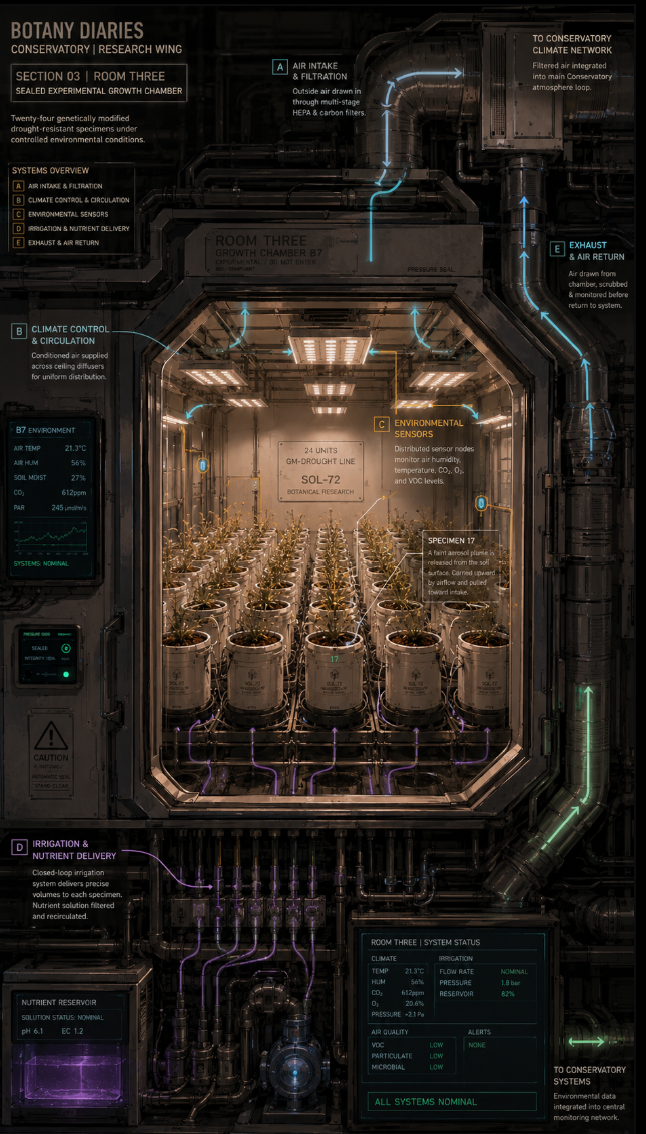 BOTANY DIARIES
CONSERVATORY | RESEARCH WING
SECTION 03 | ROOM THREE
SEALED EXPERIMENTAL GROWTH CHAMBER
Twenty-four genetically modified
drought-resistant specimens under
controlled environmental conditions.
SYSTEMS OVERVIEW
A AIR INTAKE & FILTRATION
B CLIMATE CONTROL & CIRCULATION
C ENVIRONMENTAL SENSORS
D IRRIGATION & NUTRIENT DELIVERY
E EXHAUST & AIR RETURN
A AIR INTAKE
& FILTRATION
Outside air drawn in
through multi-stage
HEPA & carbon filters.
TO CONSERVATORY
CLIMATE NETWORK
Filtered air integrated
into main Conservatory
atmosphere loop.
ROOM THREE
GROWTH CHAMBER B7
EXPERIMENTAL / DO NOT ENTER
PRESSURE SEAL
E EXHAUST
& AIR RETURN
Air drawn from
chamber, scrubbed
& monitored before
return to system.
B CLIMATE CONTROL
& CIRCULATION
Conditioned air supplied
across ceiling diffusers
for uniform distribution.
C ENVIRONMENTAL
SENSORS
Distributed sensor nodes
monitor air humidity,
temperature, CO₂, O₂,
and VOC levels.
24 UNITS
GM-DROUGHT LINE
SOL-72
BOTANICAL RESEARCH
B7 ENVIRONMENT
AIR TEMP 21.3°C
AIR HUM 56%
SOIL MOIST 27%
CO₂ 612ppm
PAR 245 μmol/m²s
SYSTEMS: NOMINAL
SPECIMEN 17
A faint aerosol plume is
released from the soil
surface. Carried upward
by airflow and pulled
toward intake.
17
PRESSURE DOOR
SEALED
CAUTION
STAND CLEAR
D IRRIGATION &
NUTRIENT DELIVERY
Closed-loop irrigation
system delivers precise
volumes to each specimen.
Nutrient solution filtered
and recirculated.
NUTRIENT RESERVOIR
SOLUTION STATUS: NOMINAL
pH 6.1 EC 1.2
ROOM THREE | SYSTEM STATUS
CLIMATE
TEMP 21.3°C
HUM 56%
CO₂ 612ppm
O₂ 20.6%
PRESSURE +2.1 Pa
IRRIGATION
FLOW RATE NOMINAL
PRESSURE 1.8 bar
RESERVOIR 82%
AIR QUALITY
VOC LOW
PARTICULATE LOW
MICROBIAL LOW
ALERTS
NONE
ALL SYSTEMS NOMINAL
TO CONSERVATORY
SYSTEMS
Environmental data
integrated into central
monitoring network.